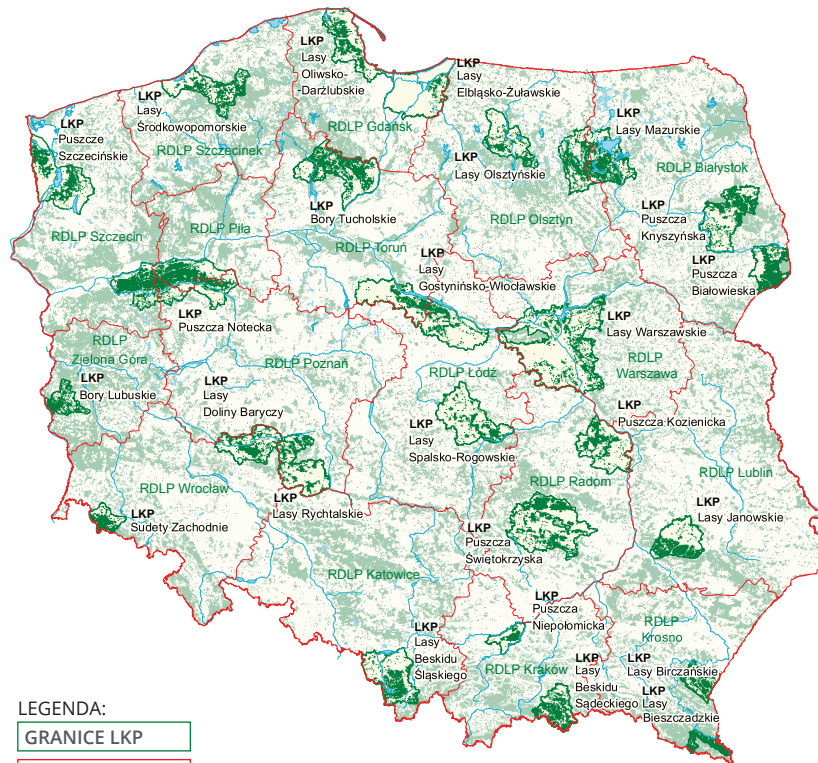 LKP
Lasy
Oliwsko-
-Darżlubskie
LKP
Lasy
Elbląsko-Żuławskie
LKP
Lasy
Środkowopomorskie
LKP
Puszcze
Szczecińskie
RDLP Szczecinek
RDLP Gdańsk
LKP
Lasy Mazurskie
LKP
Lasy Olsztyńskie
RDLP Białystok
LKP
Bory Tucholskie
LKP
Puszcza
Knyszyńska
RDLP Szczecin
RDLP Piła
RDLP Toruń
RDLP Olsztyn
LKP
Lasy
Gostynińsko-Włocławskie
LKP
Puszcza
Białowieska
LKP
Puszcza Notecka
LKP
Lasy Warszawskie
RDLP
Zielona Góra
RDLP Poznań
RDLP Łódź
RDLP
Warszawa
LKP
Bory Lubuskie
LKP
Lasy
Doliny Baryczy
LKP
Lasy
Spalsko-Rogowskie
LKP
Puszcza Kozienicka
RDLP Wrocław
RDLP Radom
RDLP Lublin
LKP
Sudety Zachodnie
LKP
Lasy Rychtalskie
LKP
Lasy Janowskie
LKP
Puszcza
Świętokrzyska
RDLP Katowice
LKP
Puszcza
Niepołomicka
LKP
Lasy
Beskidu
Śląskiego
RDLP
Krosno
RDLP Kraków
LKP
Lasy
Beskidu
Sądeckiego
LKP
Lasy Birczańskie
LKP
Lasy
Bieszczadzkie
LEGENDA:
GRANICE LKP